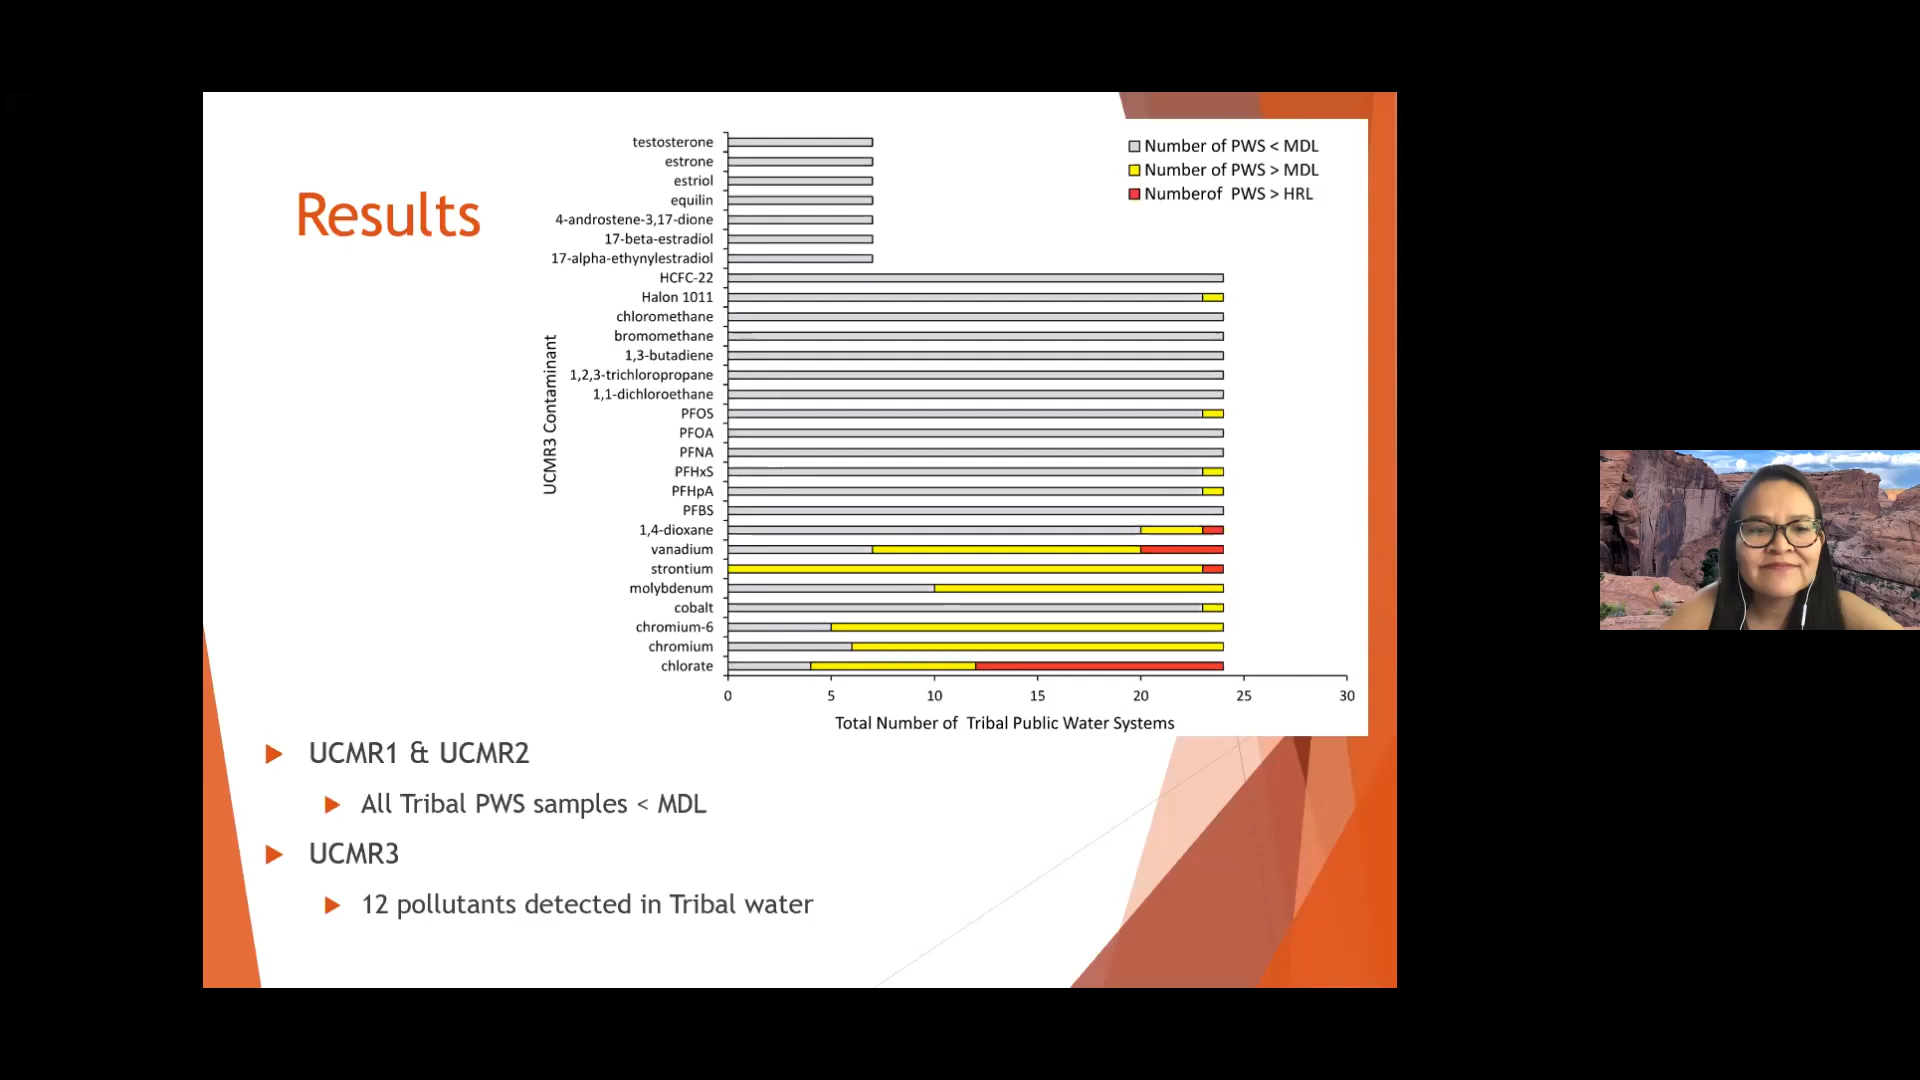 Results
testosterone
estrone
estriol
equilin
4-androstene-3,17-dione
17-beta-estradiol
17-alpha-ethynylestradiol
HCFC-22
Halon 1011
chloromethane
bromomethane
1,3-butadiene
1,2,3-trichloropropane
1,1-dichloroethane
PFOS
PFOA
PFNA
PFHxS
PFHpA
PFBS
1,4-dioxane
vanadium
strontium
molybdenum
cobalt
chromium-6
chromium
chlorate
UCMR3 Contaminant
0 5 10 15 20 25 30
Total Number of Tribal Public Water Systems
Number of PWS < MDL
Number of PWS > MDL
Numberof PWS > HRL
UCMR1 & UCMR2
All Tribal PWS samples < MDL
UCMR3
12 pollutants detected in Tribal water